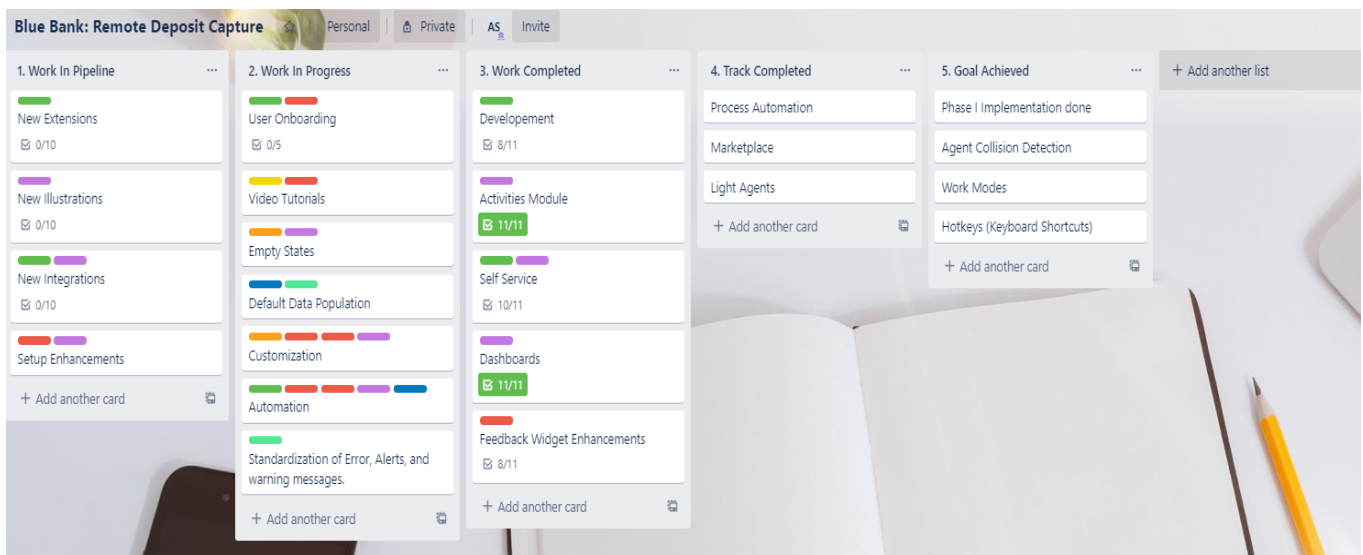 Blue Bank: Remote Deposit Capture
Personal
Private
AS
Invite
1. Work In Pipeline
New Extensions
0/10
New Illustrations
0/10
New Integrations
0/10
Setup Enhancements
+ Add another card
2. Work In Progress
User Onboarding
0/5
Video Tutorials
Empty States
Default Data Population
Customization
Automation
Standardization of Error, Alerts, and
warning messages.
+ Add another card
3. Work Completed
Developement
8/11
Activities Module
11/11
Self Service
10/11
Dashboards
11/11
Feedback Widget Enhancements
8/11
+ Add another card
4. Track Completed
Process Automation
Marketplace
Light Agents
+ Add another card
5. Goal Achieved
Phase I Implementation done
Agent Collision Detection
Work Modes
Hotkeys (Keyboard Shortcuts)
+ Add another card
+ Add another list